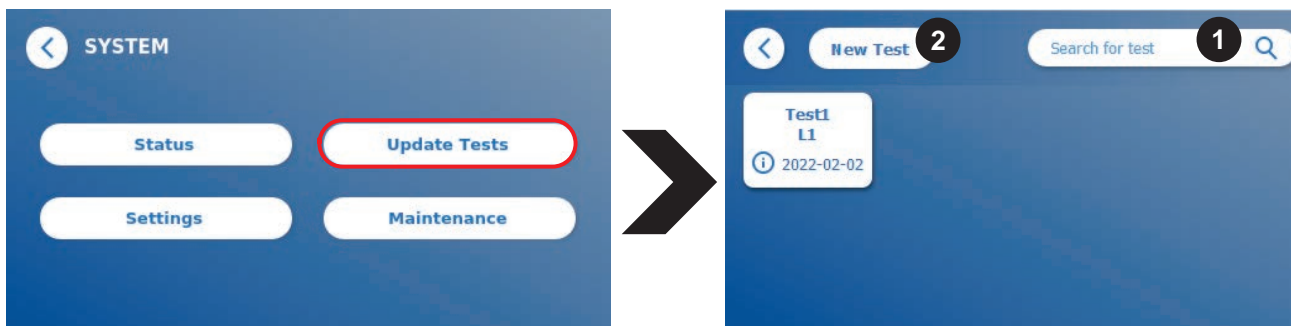 SYSTEM
Status
Update Tests
Settings
Maintenance
New Test
2
Search for test
1
Test1
L1
2022-02-02